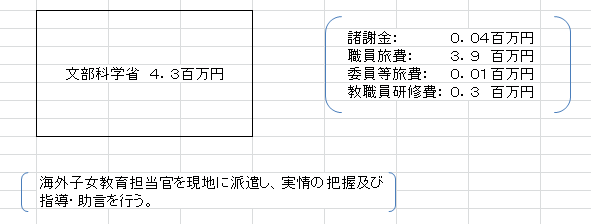 文部科学省 4.3百万円
諸謝金: 0.04百万円
職員旅費: 3.9 百万円
委員等旅費: 0.01百万円
教職員研修費: 0.3 百万円
海外子女教育担当官を現地に派遣し、実情の把握及び
指導・助言を行う。